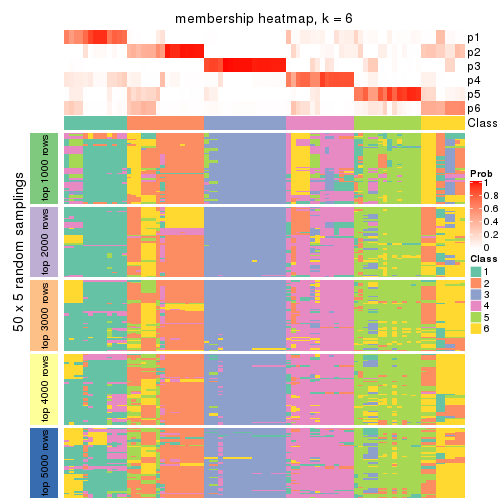 membership heatmap, k = 6
p1
p2
p3
p4
p5
p6
Class
50 x 5 random samplings
top 1000 rows
top 2000 rows
top 3000 rows
top 4000 rows
top 5000 rows
Prob
1
0.8
0.6
0.4
0.2
0
Class
1
2
3
4
5
6